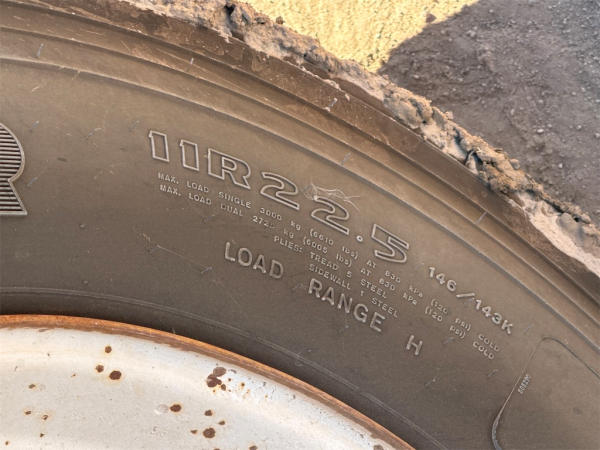 11R22.5 146/143K
MAX. LOAD SINGLE 3000 kg (6610 lbs) AT 830 kPa (120 PSI) COLD
MAX. LOAD DUAL 2725 kg (6005 lbs) AT 830 kPa (120 PSI) COLD
PLIES: TREAD 5 STEEL
SIDEWALL 1 STEEL
LOAD RANGE H